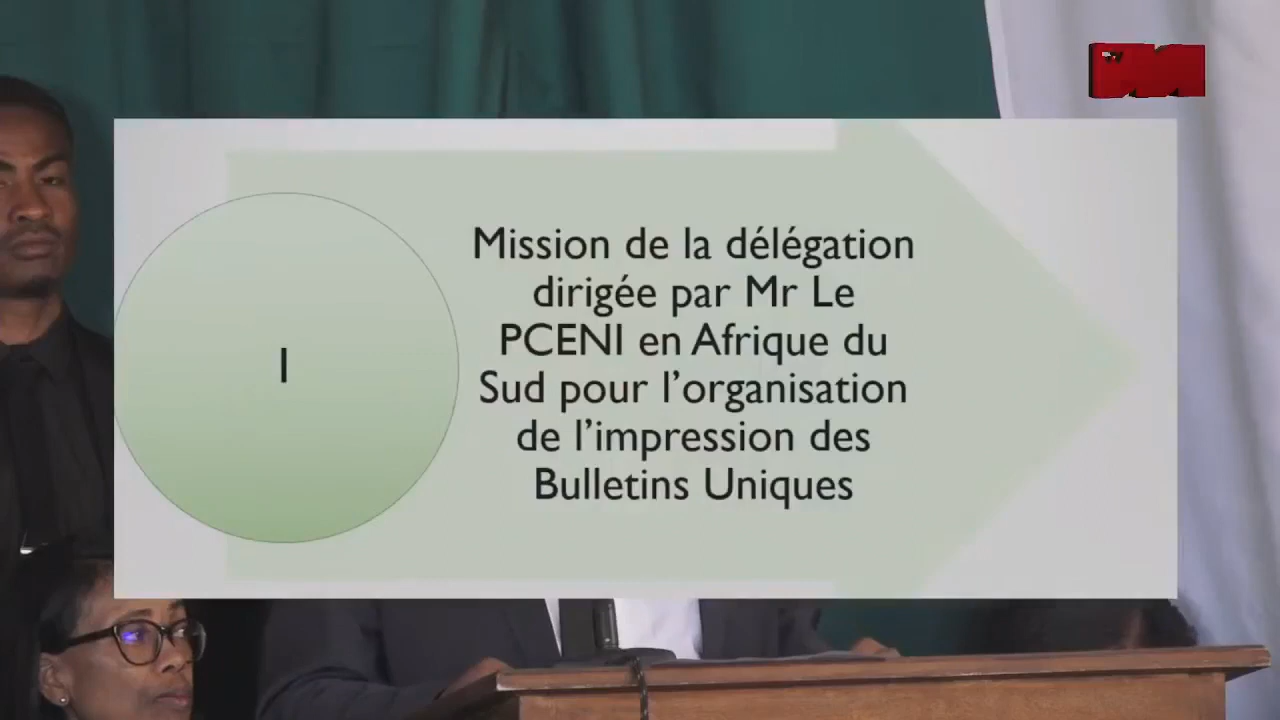 TV
I
Mission de la délégation
dirigée par Mr Le
PCENI en Afrique du
Sud pour l’organisation
de l’impression des
Bulletins Uniques